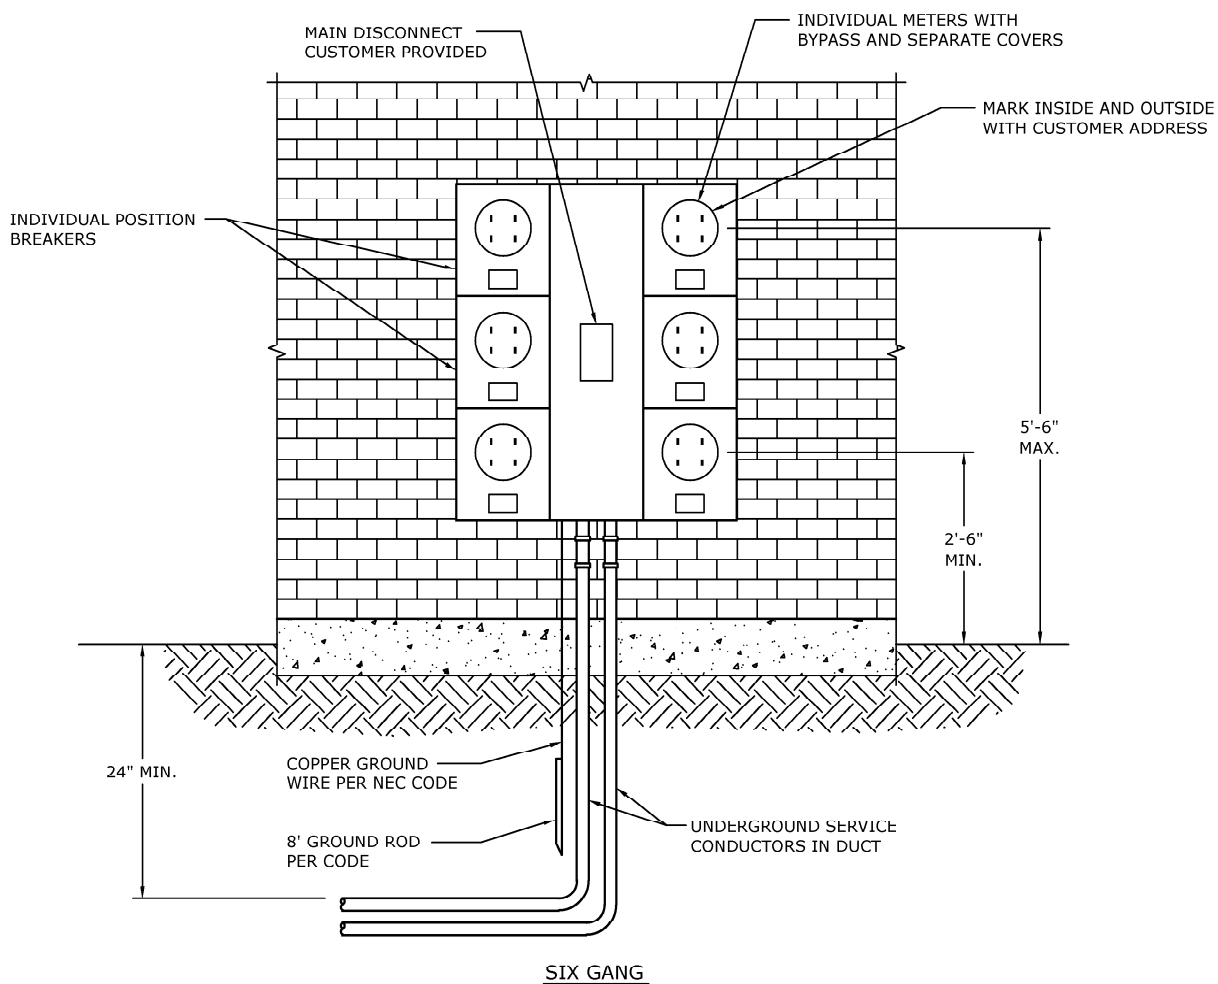 MAIN DISCONNECT
CUSTOMER PROVIDED
INDIVIDUAL METERS WITH
BYPASS AND SEPARATE COVERS
MARK INSIDE AND OUTSIDE
WITH CUSTOMER ADDRESS
INDIVIDUAL POSITION
BREAKERS
5'-6"
MAX.
2'-6"
MIN.
24" MIN.
COPPER GROUND
WIRE PER NEC CODE
8' GROUND ROD
PER CODE
UNDERGROUND SERVICE
CONDUCTORS IN DUCT
SIX GANG